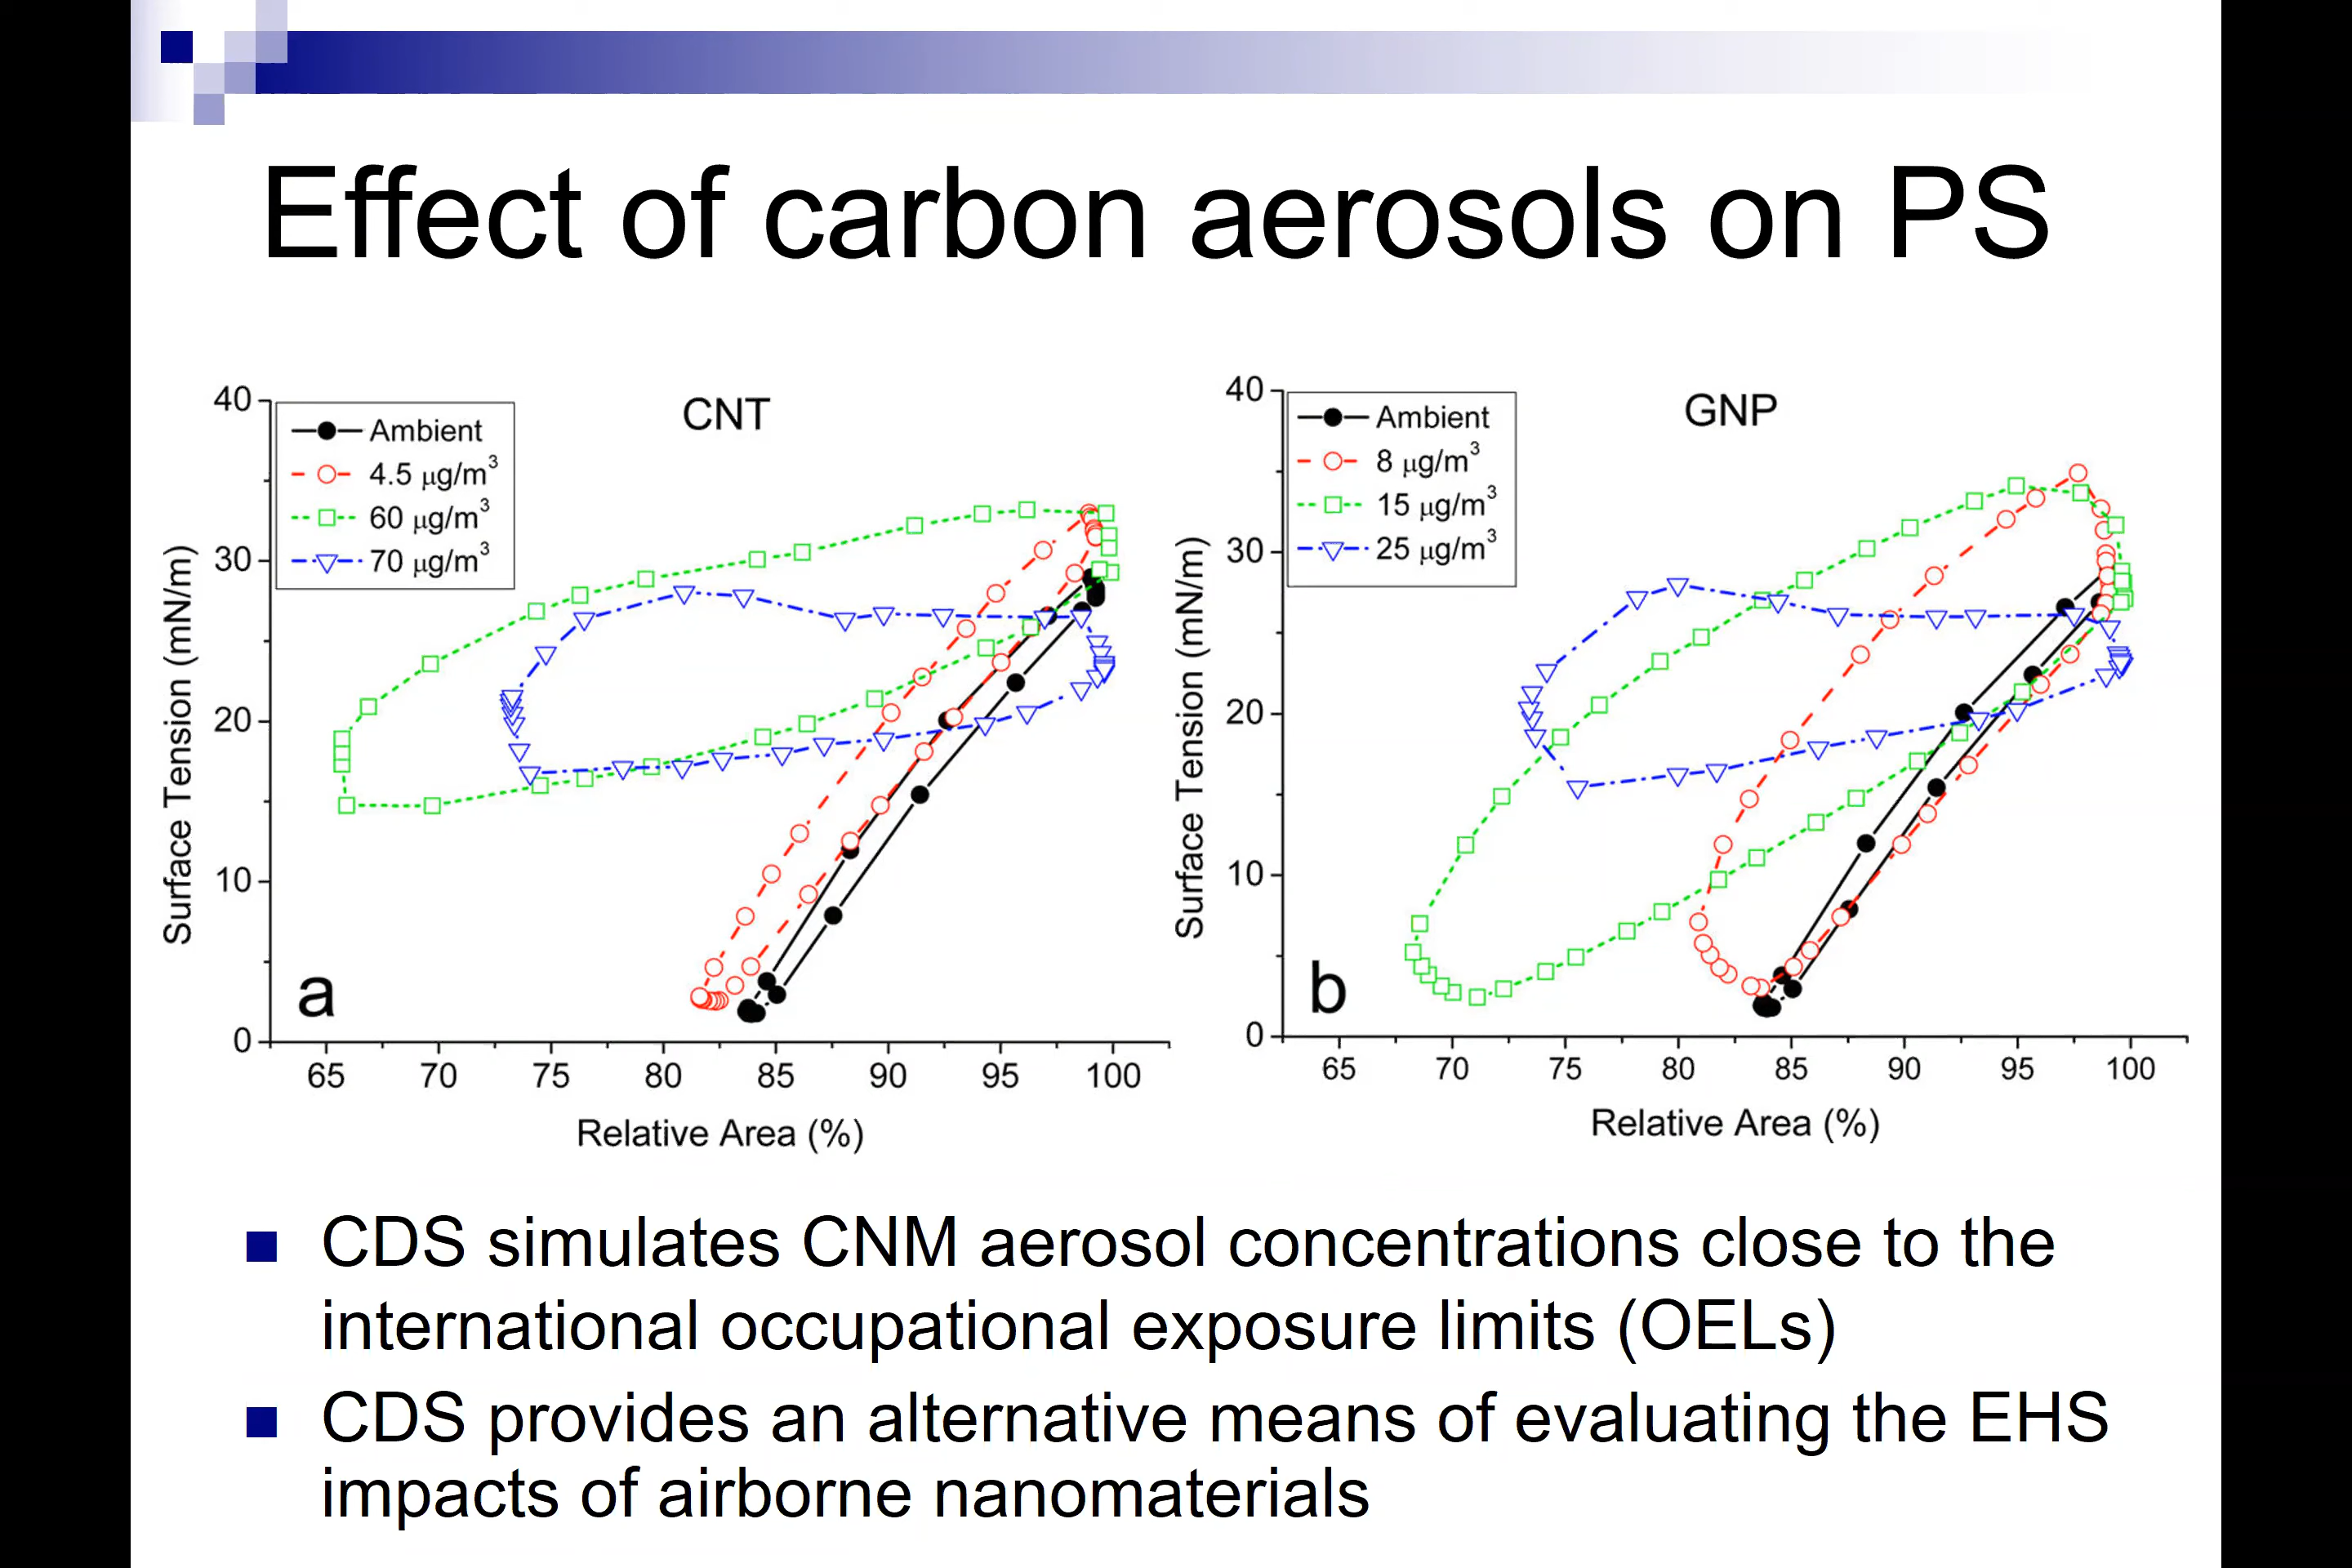 Effect of carbon aerosols on PS
CNT
Ambient
4.5 μg/m³
60 μg/m³
70 μg/m³
40
30
20
10
0
Surface Tension (mN/m)
a
65 70 75 80 85 90 95 100
Relative Area (%)
GNP
Ambient
8 μg/m³
15 μg/m³
25 μg/m³
40
30
20
10
0
Surface Tension (mN/m)
b
65 70 75 80 85 90 95 100
Relative Area (%)
CDS simulates CNM aerosol concentrations close to the
international occupational exposure limits (OELs)
CDS provides an alternative means of evaluating the EHS
impacts of airborne nanomaterials